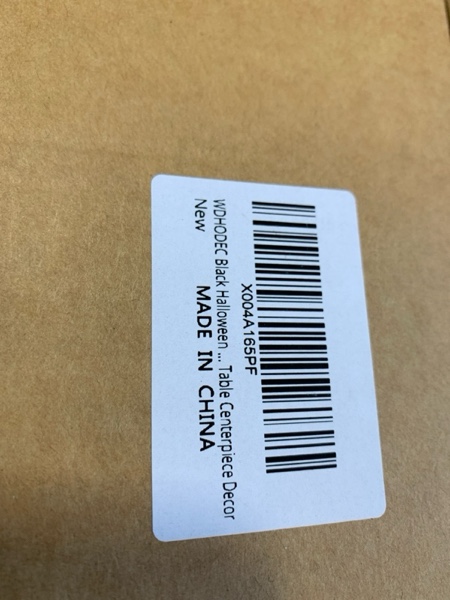 X004A165PF
WDHODEC Black Halloween ... Table Centerpiece Decor
New
MADE IN CHINA